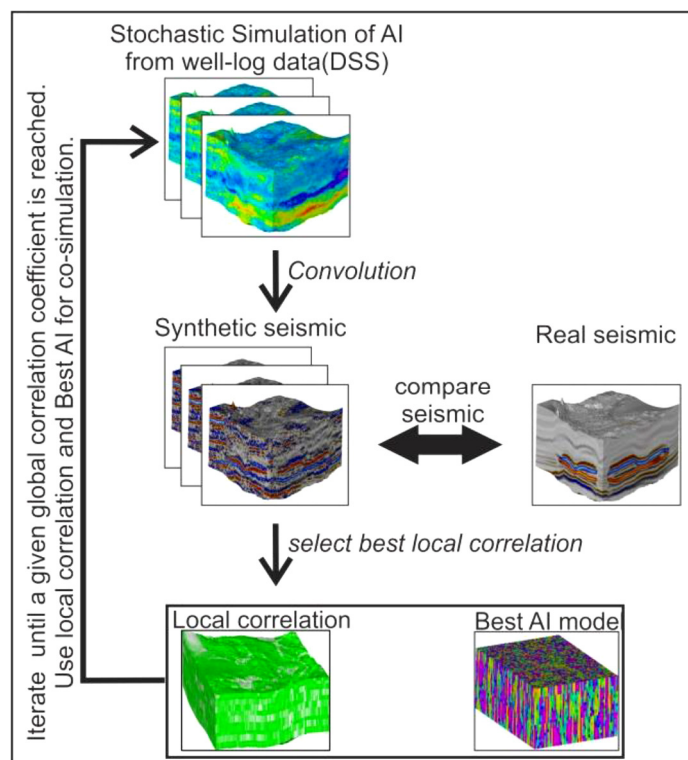 Stochastic Simulation of AI
from well-log data(DSS)
Convolution
Synthetic seismic
Real seismic
compare
seismic
select best local correlation
Local correlation
Best AI model
Iterate until a given global correlation coefficient is reached.
Use local correlation and Best AI for co-simulation.